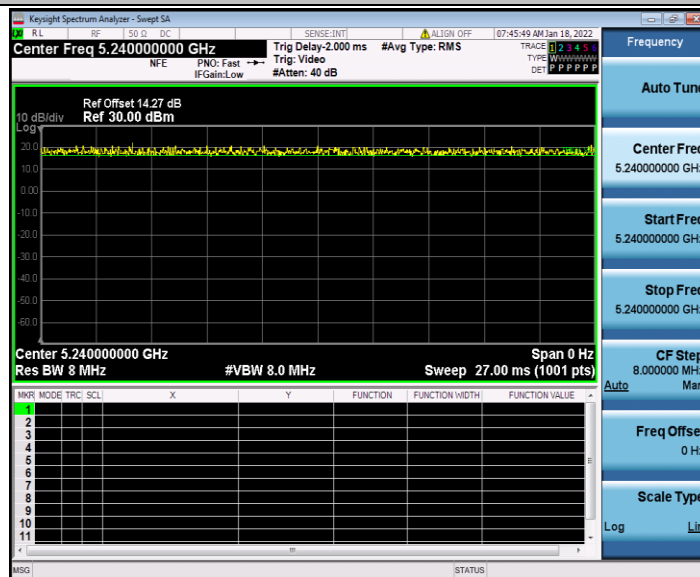 Keysight Spectrum Analyzer - Swept SA
RL RF 50 Ω DC SENSE:INT ALIGN OFF 07:45:49 AM Jan 18, 2022
Center Freq 5.240000000 GHz Trig Delay-2.000 ms #Avg Type: RMS TRACE 1 2 3 4 5 6 Frequency
NFE PNO: Fast Trig: Video TYPE WWWWWW
IFGain:Low #Atten: 40 dB DET P P P P P P
Auto Tune
Ref Offset 14.27 dB
10 dB/div Ref 30.00 dBm
Log
20.0
10.0
0.00
-10.0
-20.0
-30.0
-40.0
-50.0
-60.0
Center Freq
5.240000000 GHz
Start Freq
5.240000000 GHz
Stop Freq
5.240000000 GHz
Center 5.240000000 GHz Span 0 Hz
Res BW 8 MHz #VBW 8.0 MHz Sweep 27.00 ms (1001 pts)
CF Step
8.000000 MHz
Auto Man
MKR MODE TRC SCL X Y FUNCTION FUNCTION WIDTH FUNCTION VALUE
1
2
3
4
5
6
7
8
9
10
11
Freq Offset
0 Hz
Scale Type
Log Lin
MSG STATUS